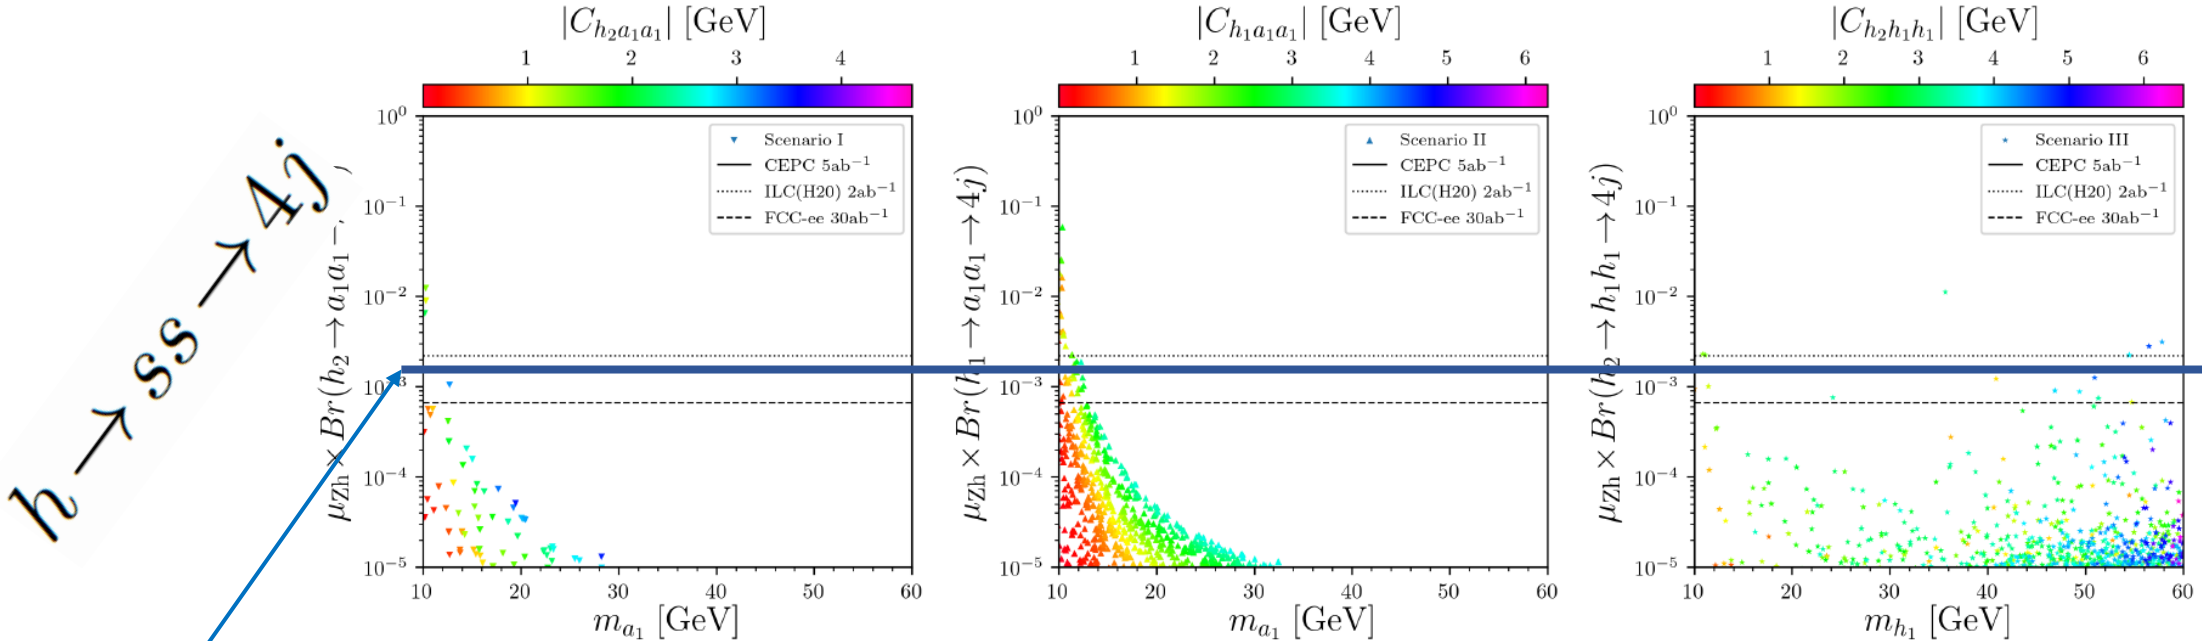 h → ss → 4j
|C_{h_2 a_1 a_1}| [GeV]
1 2 3 4
10^0
10^{-1}
10^{-2}
10^{-3}
10^{-4}
10^{-5}
μ_{Zh} × Br(h_2 → a_1 a_1 →
Scenario I
CEPC 5ab^{-1}
ILC(H20) 2ab^{-1}
FCC-ee 30ab^{-1}
10 20 30 40 50 60
m_{a_1} [GeV]
|C_{h_1 a_1 a_1}| [GeV]
1 2 3 4 5 6
10^0
10^{-1}
10^{-2}
10^{-3}
10^{-4}
10^{-5}
μ_{Zh} × Br(h_1 → a_1 a_1 → 4j)
Scenario II
CEPC 5ab^{-1}
ILC(H20) 2ab^{-1}
FCC-ee 30ab^{-1}
10 20 30 40 50 60
m_{a_1} [GeV]
|C_{h_2 h_1 h_1}| [GeV]
1 2 3 4 5 6
10^0
10^{-1}
10^{-2}
10^{-3}
10^{-4}
10^{-5}
μ_{Zh} × Br(h_2 → h_1 h_1 → 4j)
Scenario III
CEPC 5ab^{-1}
ILC(H20) 2ab^{-1}
FCC-ee 30ab^{-1}
10 20 30 40 50 60
m_{h_1} [GeV]